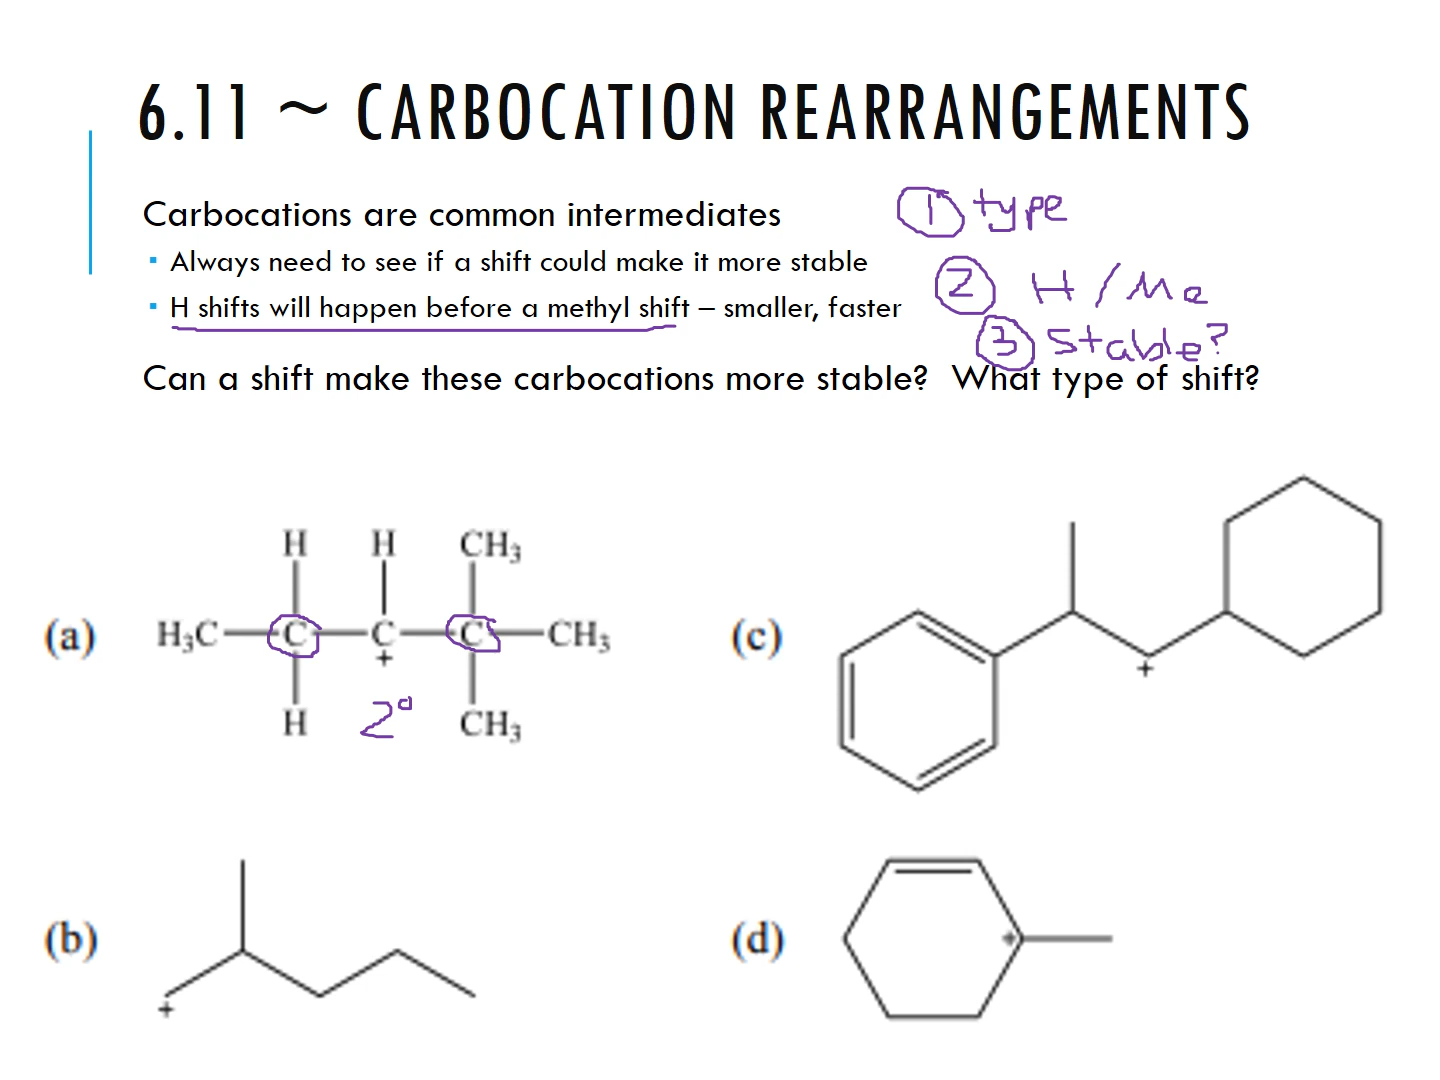 6.11 ~ CARBOCATION REARRANGEMENTS
Carbocations are common intermediates
① type
▪ Always need to see if a shift could make it more stable
② H / Me
▪ H shifts will happen before a methyl shift – smaller, faster
③ Stable?
Can a shift make these carbocations more stable? What type of shift?
H H CH₃
(a) H₃C C C C CH₃
+
H 2° CH₃
(c)
+
(b)
+
(d)
+